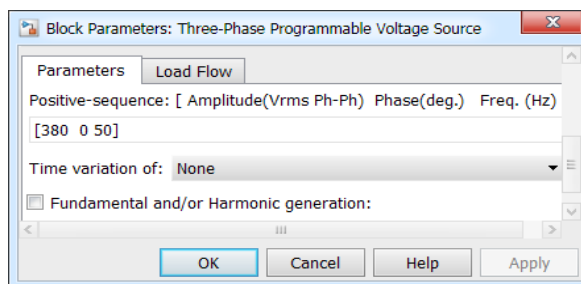 Block Parameters: Three-Phase Programmable Voltage Source
Parameters
Load Flow
Positive-sequence: [ Amplitude(Vrms Ph-Ph) Phase(deg.) Freq. (Hz)
[380 0 50]
Time variation of: None
Fundamental and/or Harmonic generation:
OK
Cancel
Help
Apply